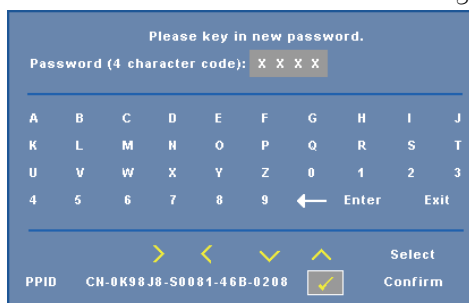 Please key in new password.
Password (4 character code): X X X X
A B C D E F G H I J
K L M N O P Q R S T
U V W X Y Z 0 1 2 3
4 5 6 7 8 9 ← Enter Exit
Select
PPID CN-0K98J8-S0081-46B-0208 Confirm